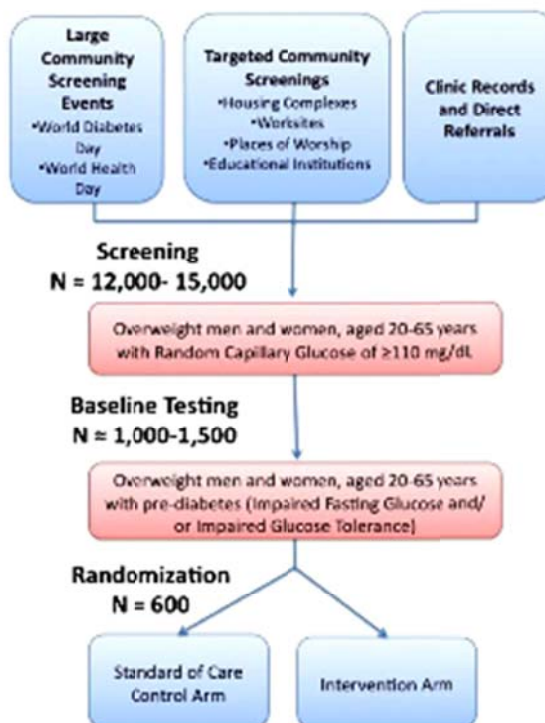 Large
Community
Screening
Events
•World Diabetes
Day
•World Health
Day
Targeted Community
Screenings
•Housing Complexes
•Worksites
•Places of Worship
•Educational Institutions
Clinic Records
and Direct
Referrals
Screening
N = 12,000- 15,000
Overweight men and women, aged 20-65 years
with Random Capillary Glucose of ≥110 mg/dL
Baseline Testing
N = 1,000-1,500
Overweight men and women, aged 20-65 years
with pre-diabetes (Impaired Fasting Glucose and/
or Impaired Glucose Tolerance)
Randomization
N = 600
Standard of Care
Control Arm
Intervention Arm